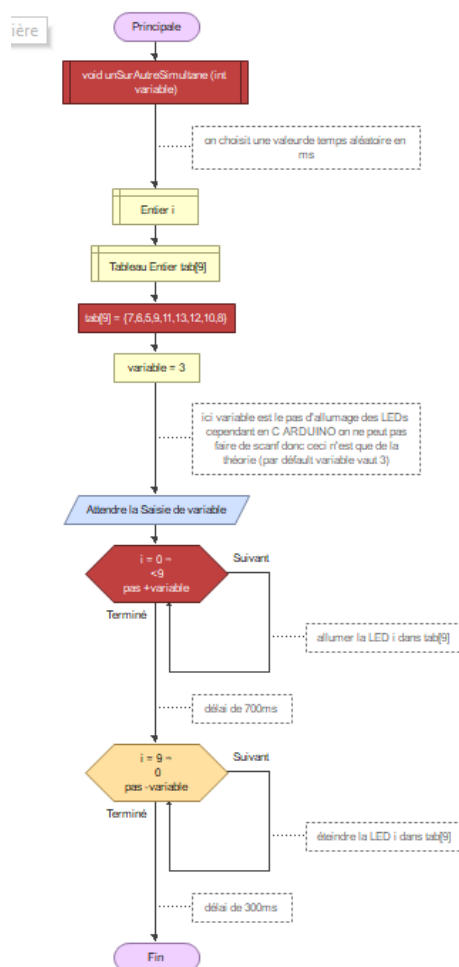 ière
Principale
void unSurAutreSimultane (int
variable)
on choisit une valeurde temps aléatoire en
ms
Entier i
Tableau Entier tab[9]
tab[9] = {7,6,5,9,11,13,12,10,8}
variable = 3
ici variable est le pas d'allumage des LEDs
cependant en C ARDUINO on ne peut pas
faire de scanf donc ceci n'est que de la
théorie (par défault variable vaut 3)
Attendre la Saisie de variable
i = 0 ~
<9
pas +variable
Suivant
Terminé
allumer la LED i dans tab[9]
délai de 700ms
i = 9 ~
0
pas -variable
Suivant
Terminé
éteindre la LED i dans tab[9]
délai de 300ms
Fin